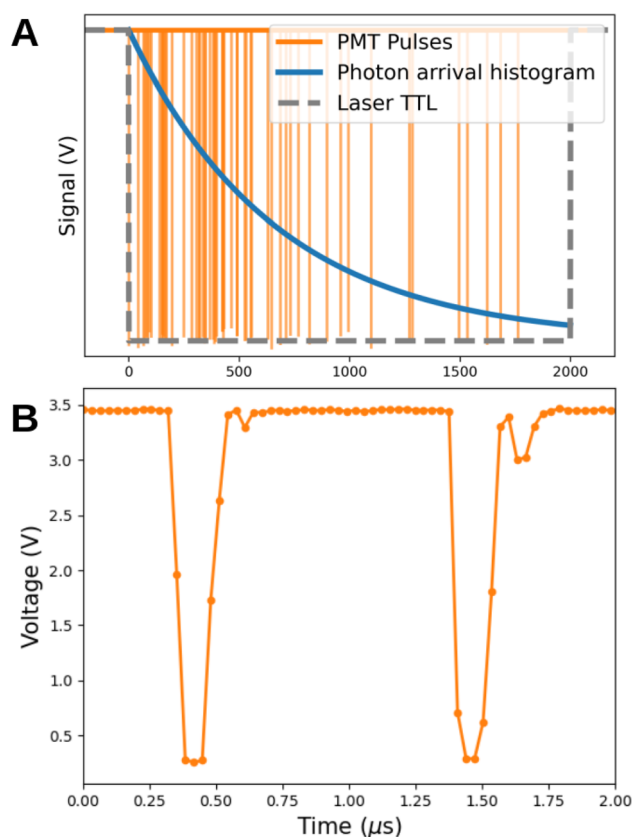 A
PMT Pulses
Photon arrival histogram
Laser TTL
Signal (V)
0 500 1000 1500 2000
B
3.5
3.0
2.5
2.0
1.5
1.0
0.5
Voltage (V)
0.00 0.25 0.50 0.75 1.00 1.25 1.50 1.75 2.00
Time (μs)